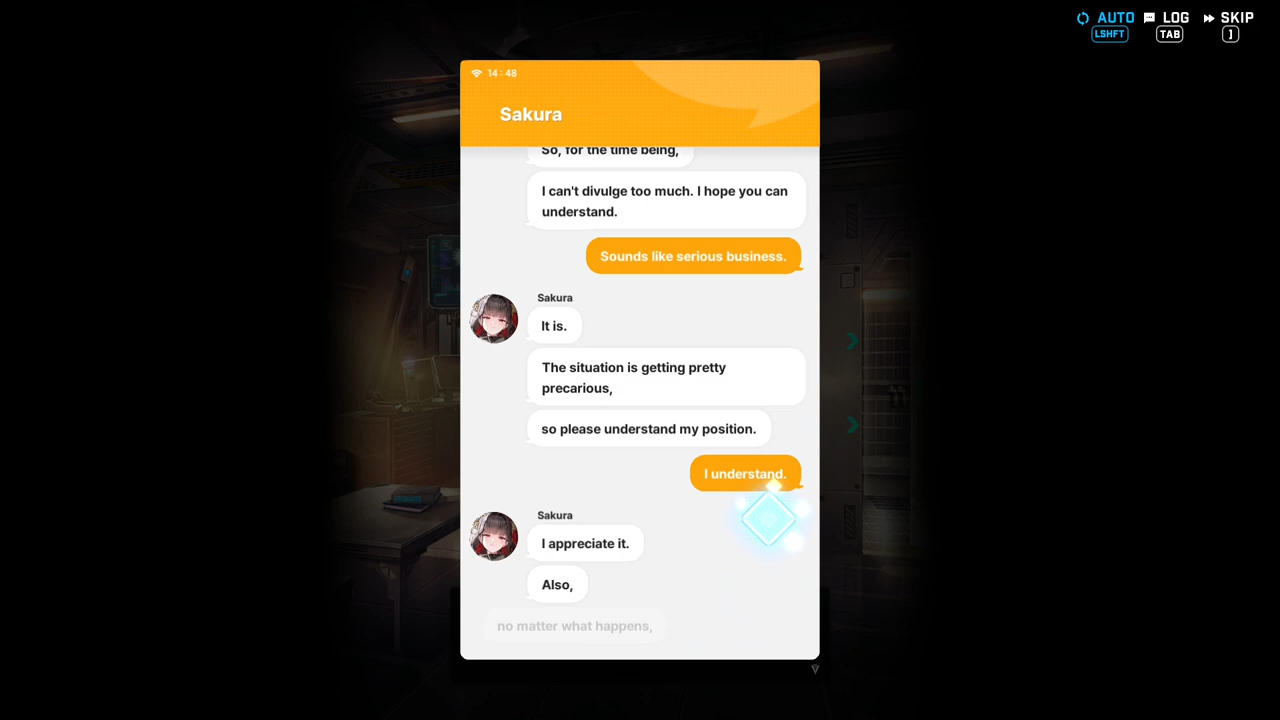 AUTO
LSHFT
LOG
TAB
SKIP
]
14:48
Sakura
So, for the time being,
I can't divulge too much. I hope you can
understand.
Sounds like serious business.
Sakura
It is.
The situation is getting pretty
precarious,
so please understand my position.
I understand.
Sakura
I appreciate it.
Also,
no matter what happens,